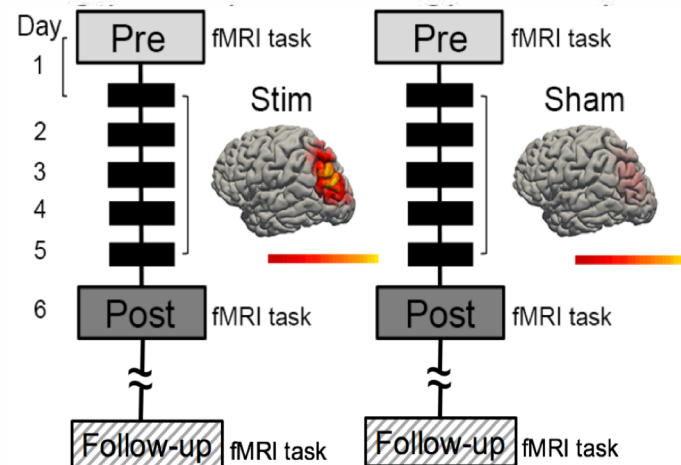 Day
1
2
3
4
5
6
Pre
fMRI task
Stim
Post
fMRI task
Follow-up
fMRI task
Pre
fMRI task
Sham
Post
fMRI task
Follow-up
fMRI task